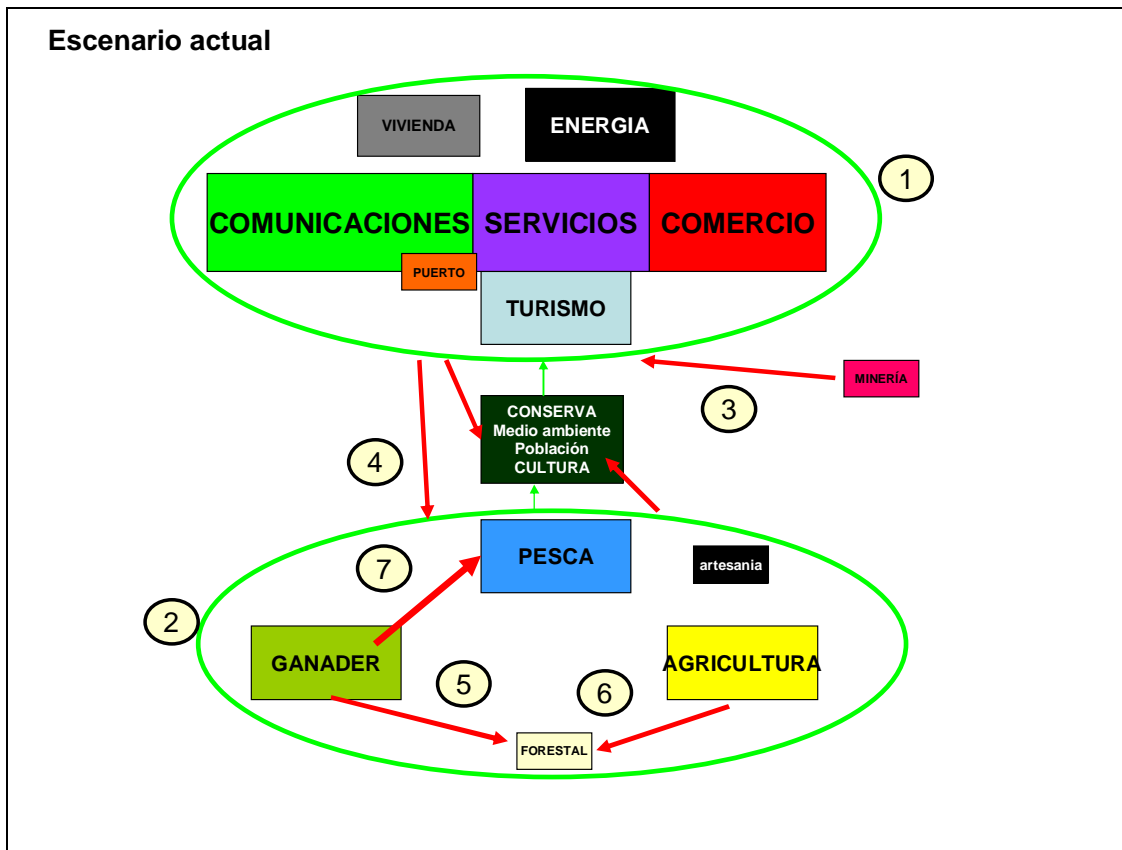 Escenario actual
VIVIENDA
ENERGIA
1
COMUNICACIONES
SERVICIOS
COMERCIO
PUERTO
TURISMO
MINERÍA
3
CONSERVA
Medio ambiente
Población
CULTURA
4
PESCA
7
artesania
2
GANADER
AGRICULTURA
5
6
FORESTAL